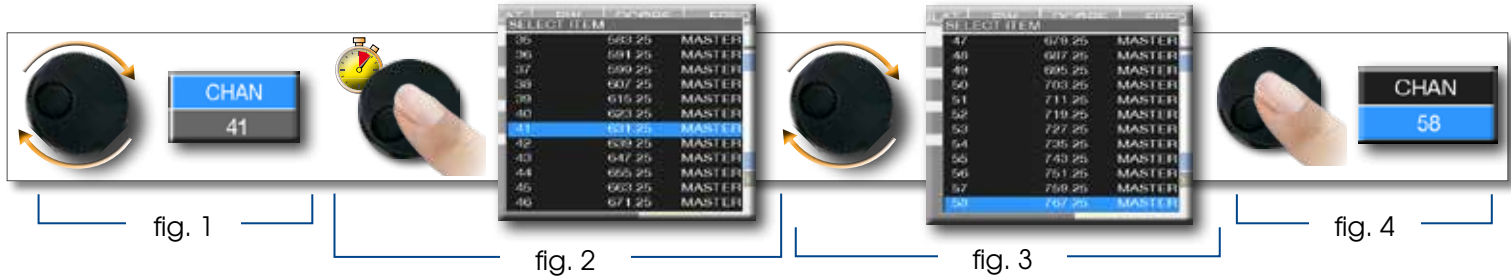 CHAN
41
SELECT ITEM
35 583.25 MASTER
36 591.25 MASTER
37 599.25 MASTER
38 607.25 MASTER
39 615.25 MASTER
40 623.25 MASTER
41 631.25 MASTER
42 639.25 MASTER
43 647.25 MASTER
44 655.25 MASTER
45 663.25 MASTER
46 671.25 MASTER
SELECT ITEM
47 679.25 MASTER
48 687.25 MASTER
49 695.25 MASTER
50 703.25 MASTER
51 711.25 MASTER
52 719.25 MASTER
53 727.25 MASTER
54 735.25 MASTER
55 743.25 MASTER
56 751.25 MASTER
57 759.25 MASTER
58 767.25 MASTER
CHAN
58
fig. 1
fig. 2
fig. 3
fig. 4